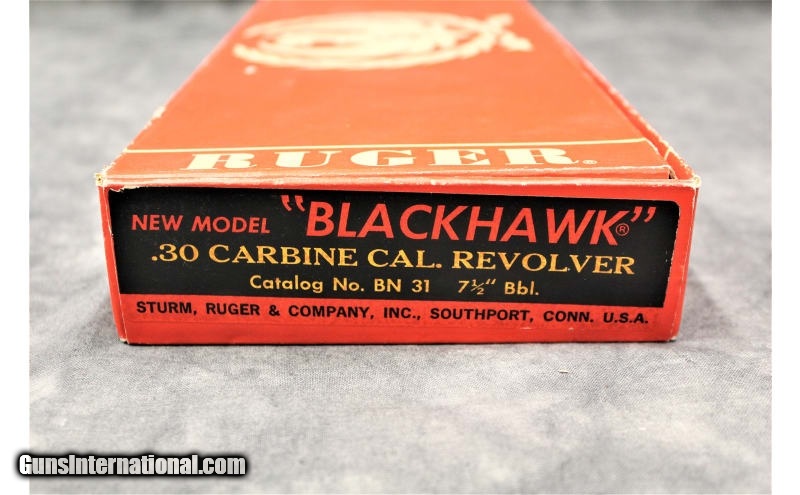 RUGER®
NEW MODEL "BLACKHAWK"®
.30 CARBINE CAL. REVOLVER
Catalog No. BN 31 7½" Bbl.
STURM, RUGER & COMPANY, INC., SOUTHPORT, CONN. U.S.A.
GunsInternational.com